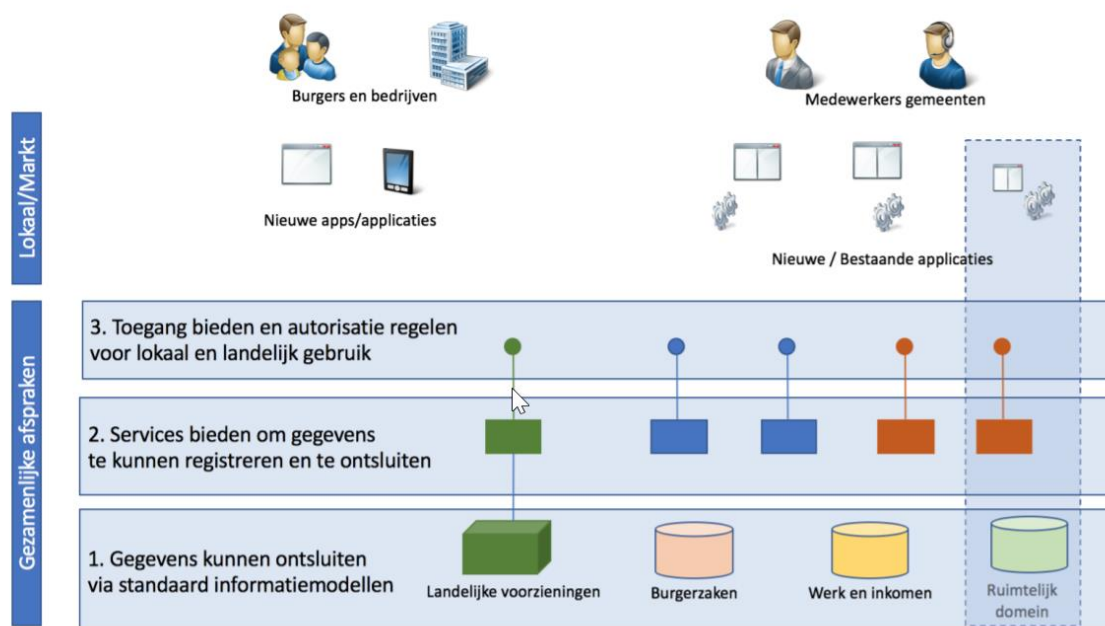 Burgers en bedrijven
Medewerkers gemeenten
Lokaal/Markt
Nieuwe apps/applicaties
Nieuwe / Bestaande applicaties
Gezamenlijke afspraken
3. Toegang bieden en autorisatie regelen
voor lokaal en landelijk gebruik
2. Services bieden om gegevens
te kunnen registreren en te ontsluiten
1. Gegevens kunnen ontsluiten
via standaard informatiemodellen
Landelijke voorzieningen
Burgerzaken
Werk en inkomen
Ruimtelijk
domein